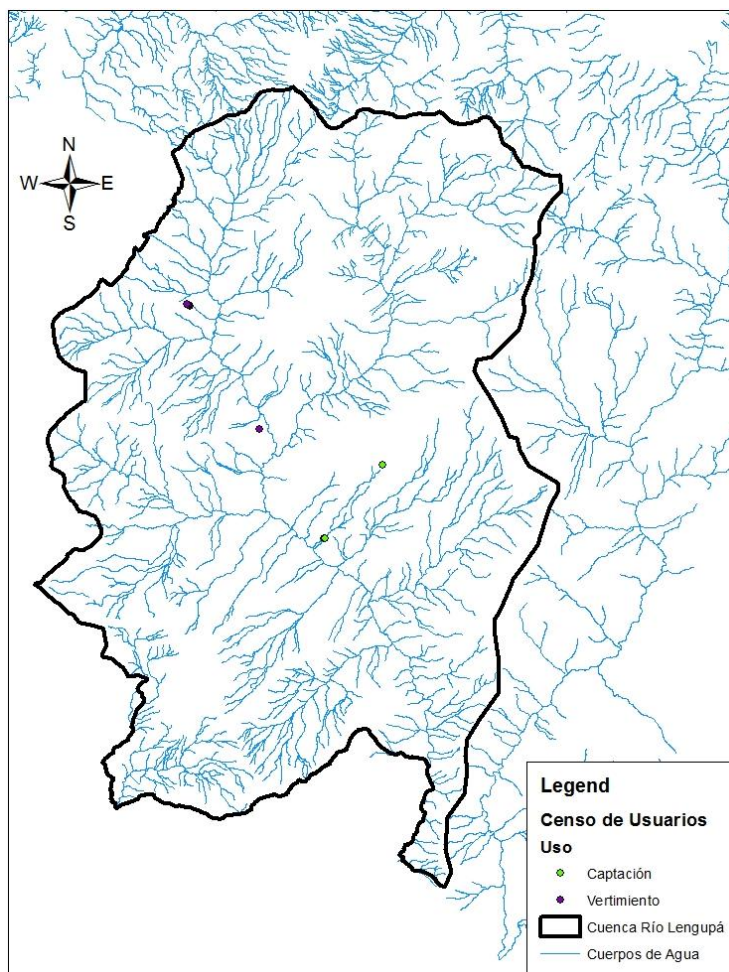 N
W E
S
Legend
Censo de Usuarios
Uso
Captación
Vertimiento
Cuenca Río Lengupá
Cuerpos de Agua